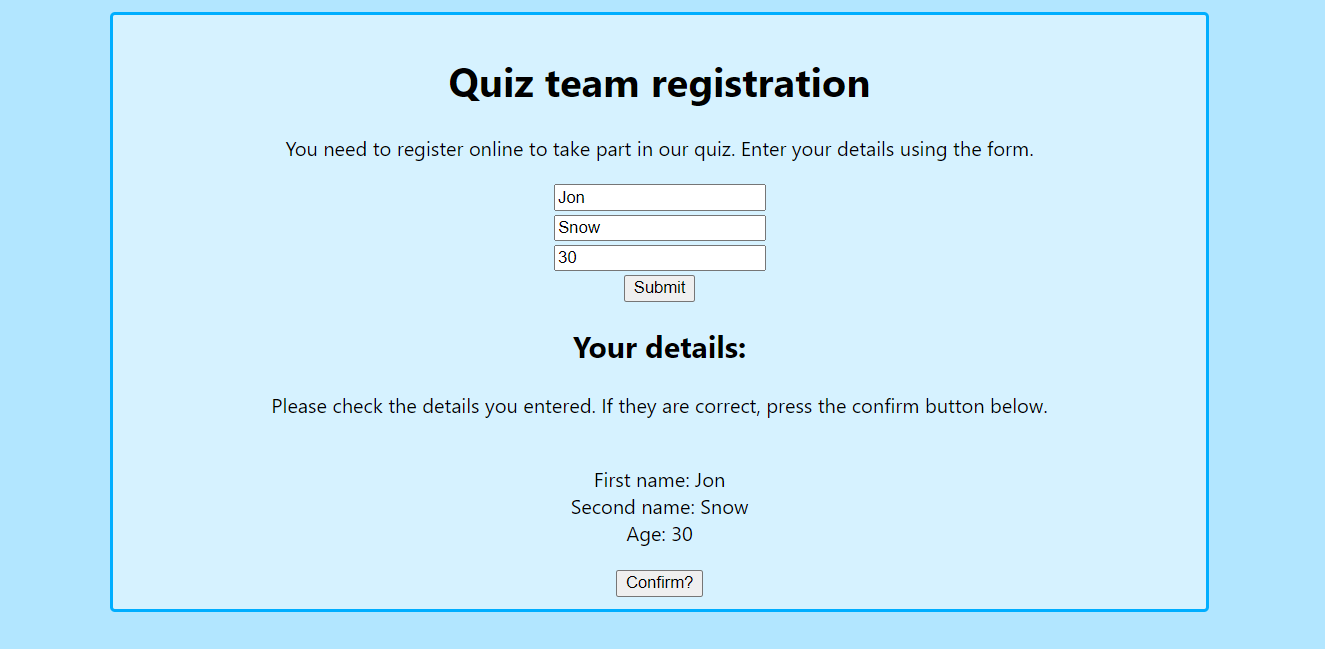 Quiz team registration
You need to register online to take part in our quiz. Enter your details using the form.
Jon
Snow
30
Submit
Your details:
Please check the details you entered. If they are correct, press the confirm button below.
First name: Jon
Second name: Snow
Age: 30
Confirm?